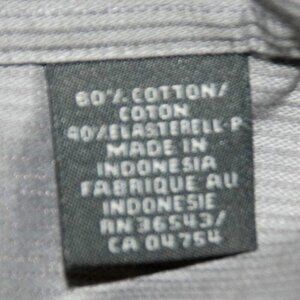 60% COTTON/
COTON
40%ELASTERELL-P
MADE IN
INDONESIA
FABRIQUE AU
INDONESIE
RN 36543/
CA 04754